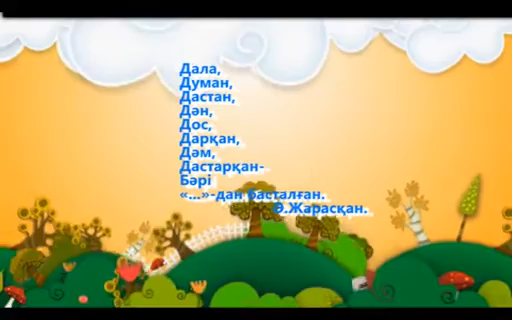 Дала,
Думан,
Дастан,
Дән,
Дос,
Дарқан,
Дәм,
Дастарқан-
Бәрі
«...»-дан басталған.
Ә.Жарасқан.